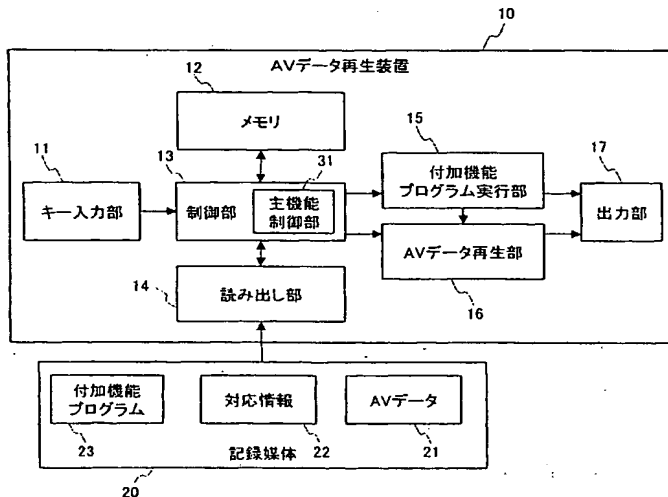 10
AVデータ再生装置
12
メモリ
11
キー入力部
13
制御部
31
主機能
制御部
15
付加機能
プログラム実行部
17
出力部
AVデータ再生部
16
14
読み出し部
付加機能
プログラム
23
対応情報
22
AVデータ
21
記録媒体
20